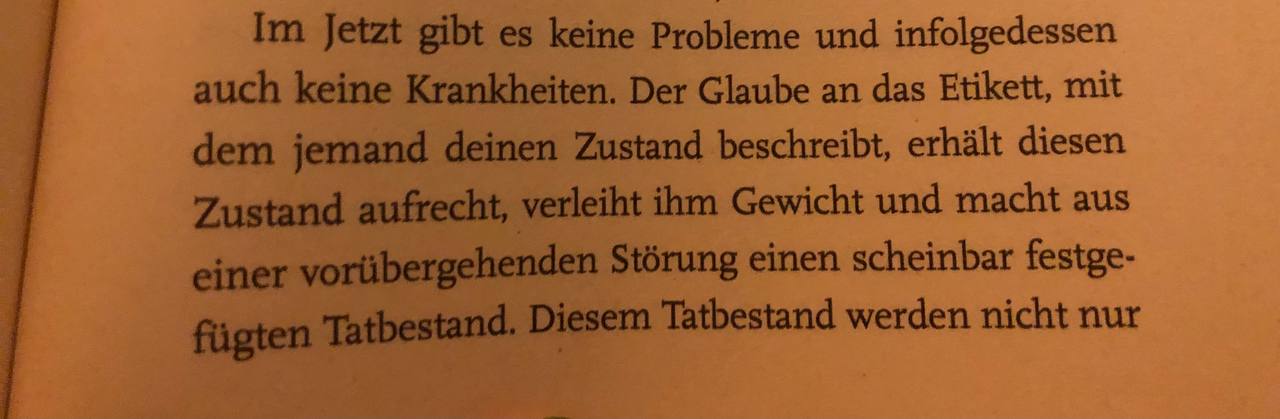 Im Jetzt gibt es keine Probleme und infolgedessen
auch keine Krankheiten. Der Glaube an das Etikett, mit
dem jemand deinen Zustand beschreibt, erhält diesen
Zustand aufrecht, verleiht ihm Gewicht und macht aus
einer vorübergehenden Störung einen scheinbar festge-
fügten Tatbestand. Diesem Tatbestand werden nicht nur